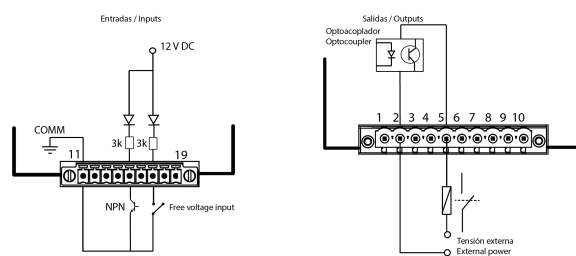 Entradas / Inputs
12 V DC
COMM
3k 3k
11 19
NPN
Free voltage input
Salidas / Outputs
Optoacoplador
Optocoupler
1 2 3 4 5 6 7 8 9 10
Tensión externa
External power